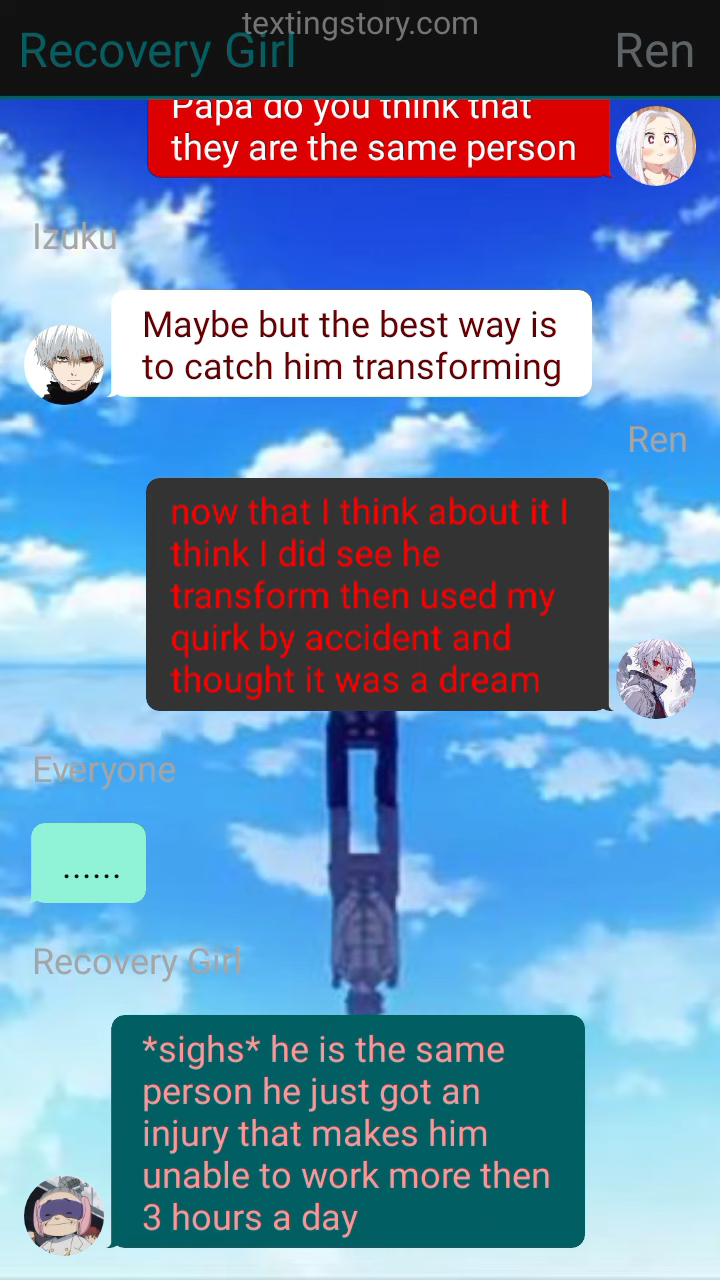 textingstory.com
Recovery Girl
Ren
Papa do you think that
they are the same person
Izuku
Maybe but the best way is
to catch him transforming
Ren
now that I think about it I
think I did see he
transform then used my
quirk by accident and
thought it was a dream
Everyone
......
Recovery Girl
*sighs* he is the same
person he just got an
injury that makes him
unable to work more then
3 hours a day